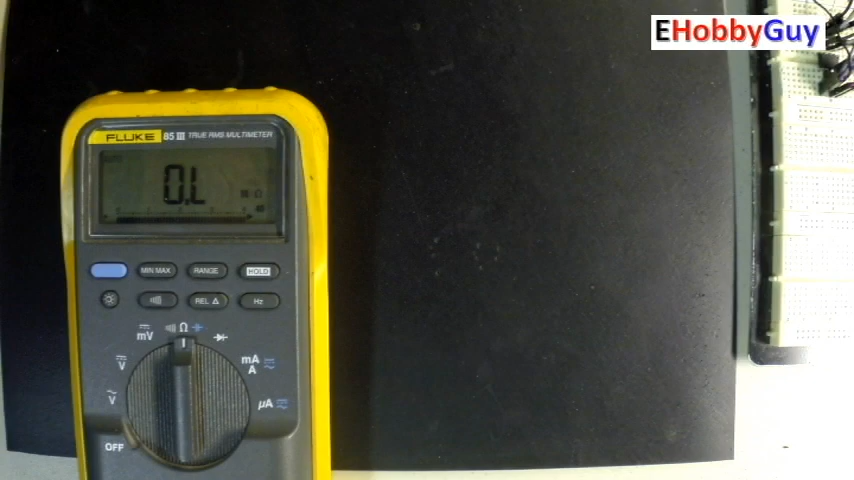 EHobbyGuy
FLUKE 85 III TRUE RMS MULTIMETER
0.L
MIN MAX RANGE HOLD
REL Δ Hz
mV Ω
V mA
A
V µA
OFF